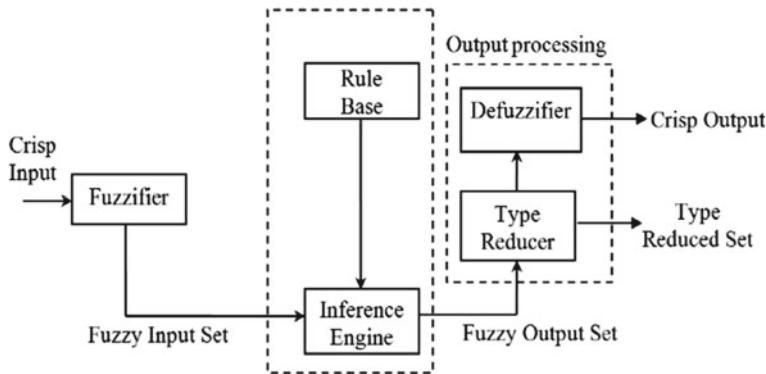 Output processing
Rule
Base
Defuzzifier
Crisp Output
Crisp
Input
Fuzzifier
Type
Reducer
Type
Reduced Set
Inference
Engine
Fuzzy Input Set
Fuzzy Output Set